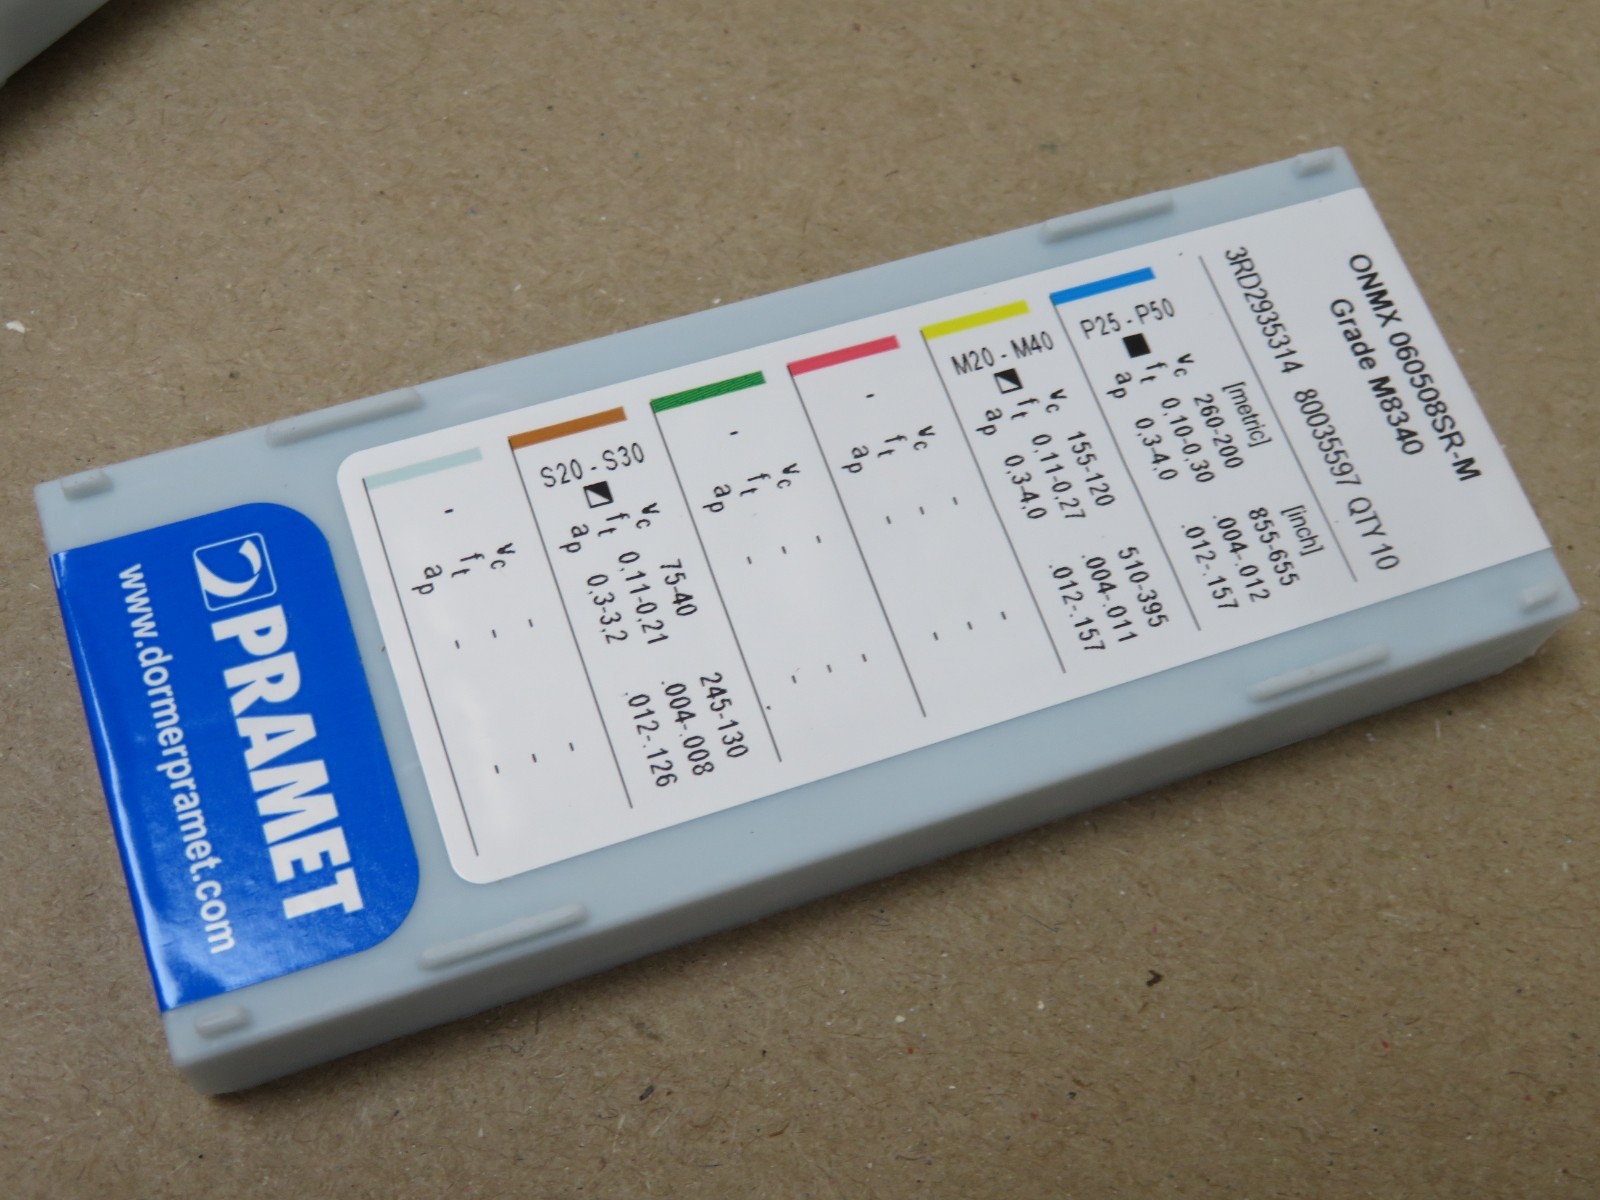 ONMX 060508SR-M
Grade M8340
3RD2935314 80035597 QTY 10
[metric] [inch]
P25 - P50 vc 260-200 855-655
■ ft 0,10-0,30 .004-.012
ap 0,3-4,0 .012-.157
M20 - M40 vc 155-120 510-395
ft 0,11-0,27 .004-.011
ap 0,3-4,0 .012-.157
- vc - -
ft - -
ap - -
- vc - -
ft - -
ap - -
S20 - S30 vc 75-40 245-130
ft 0,11-0,21 .004-.008
ap 0,3-3,2 .012-.126
- vc - -
ft - -
ap - -
PRAMET
www.dormerpramet.com